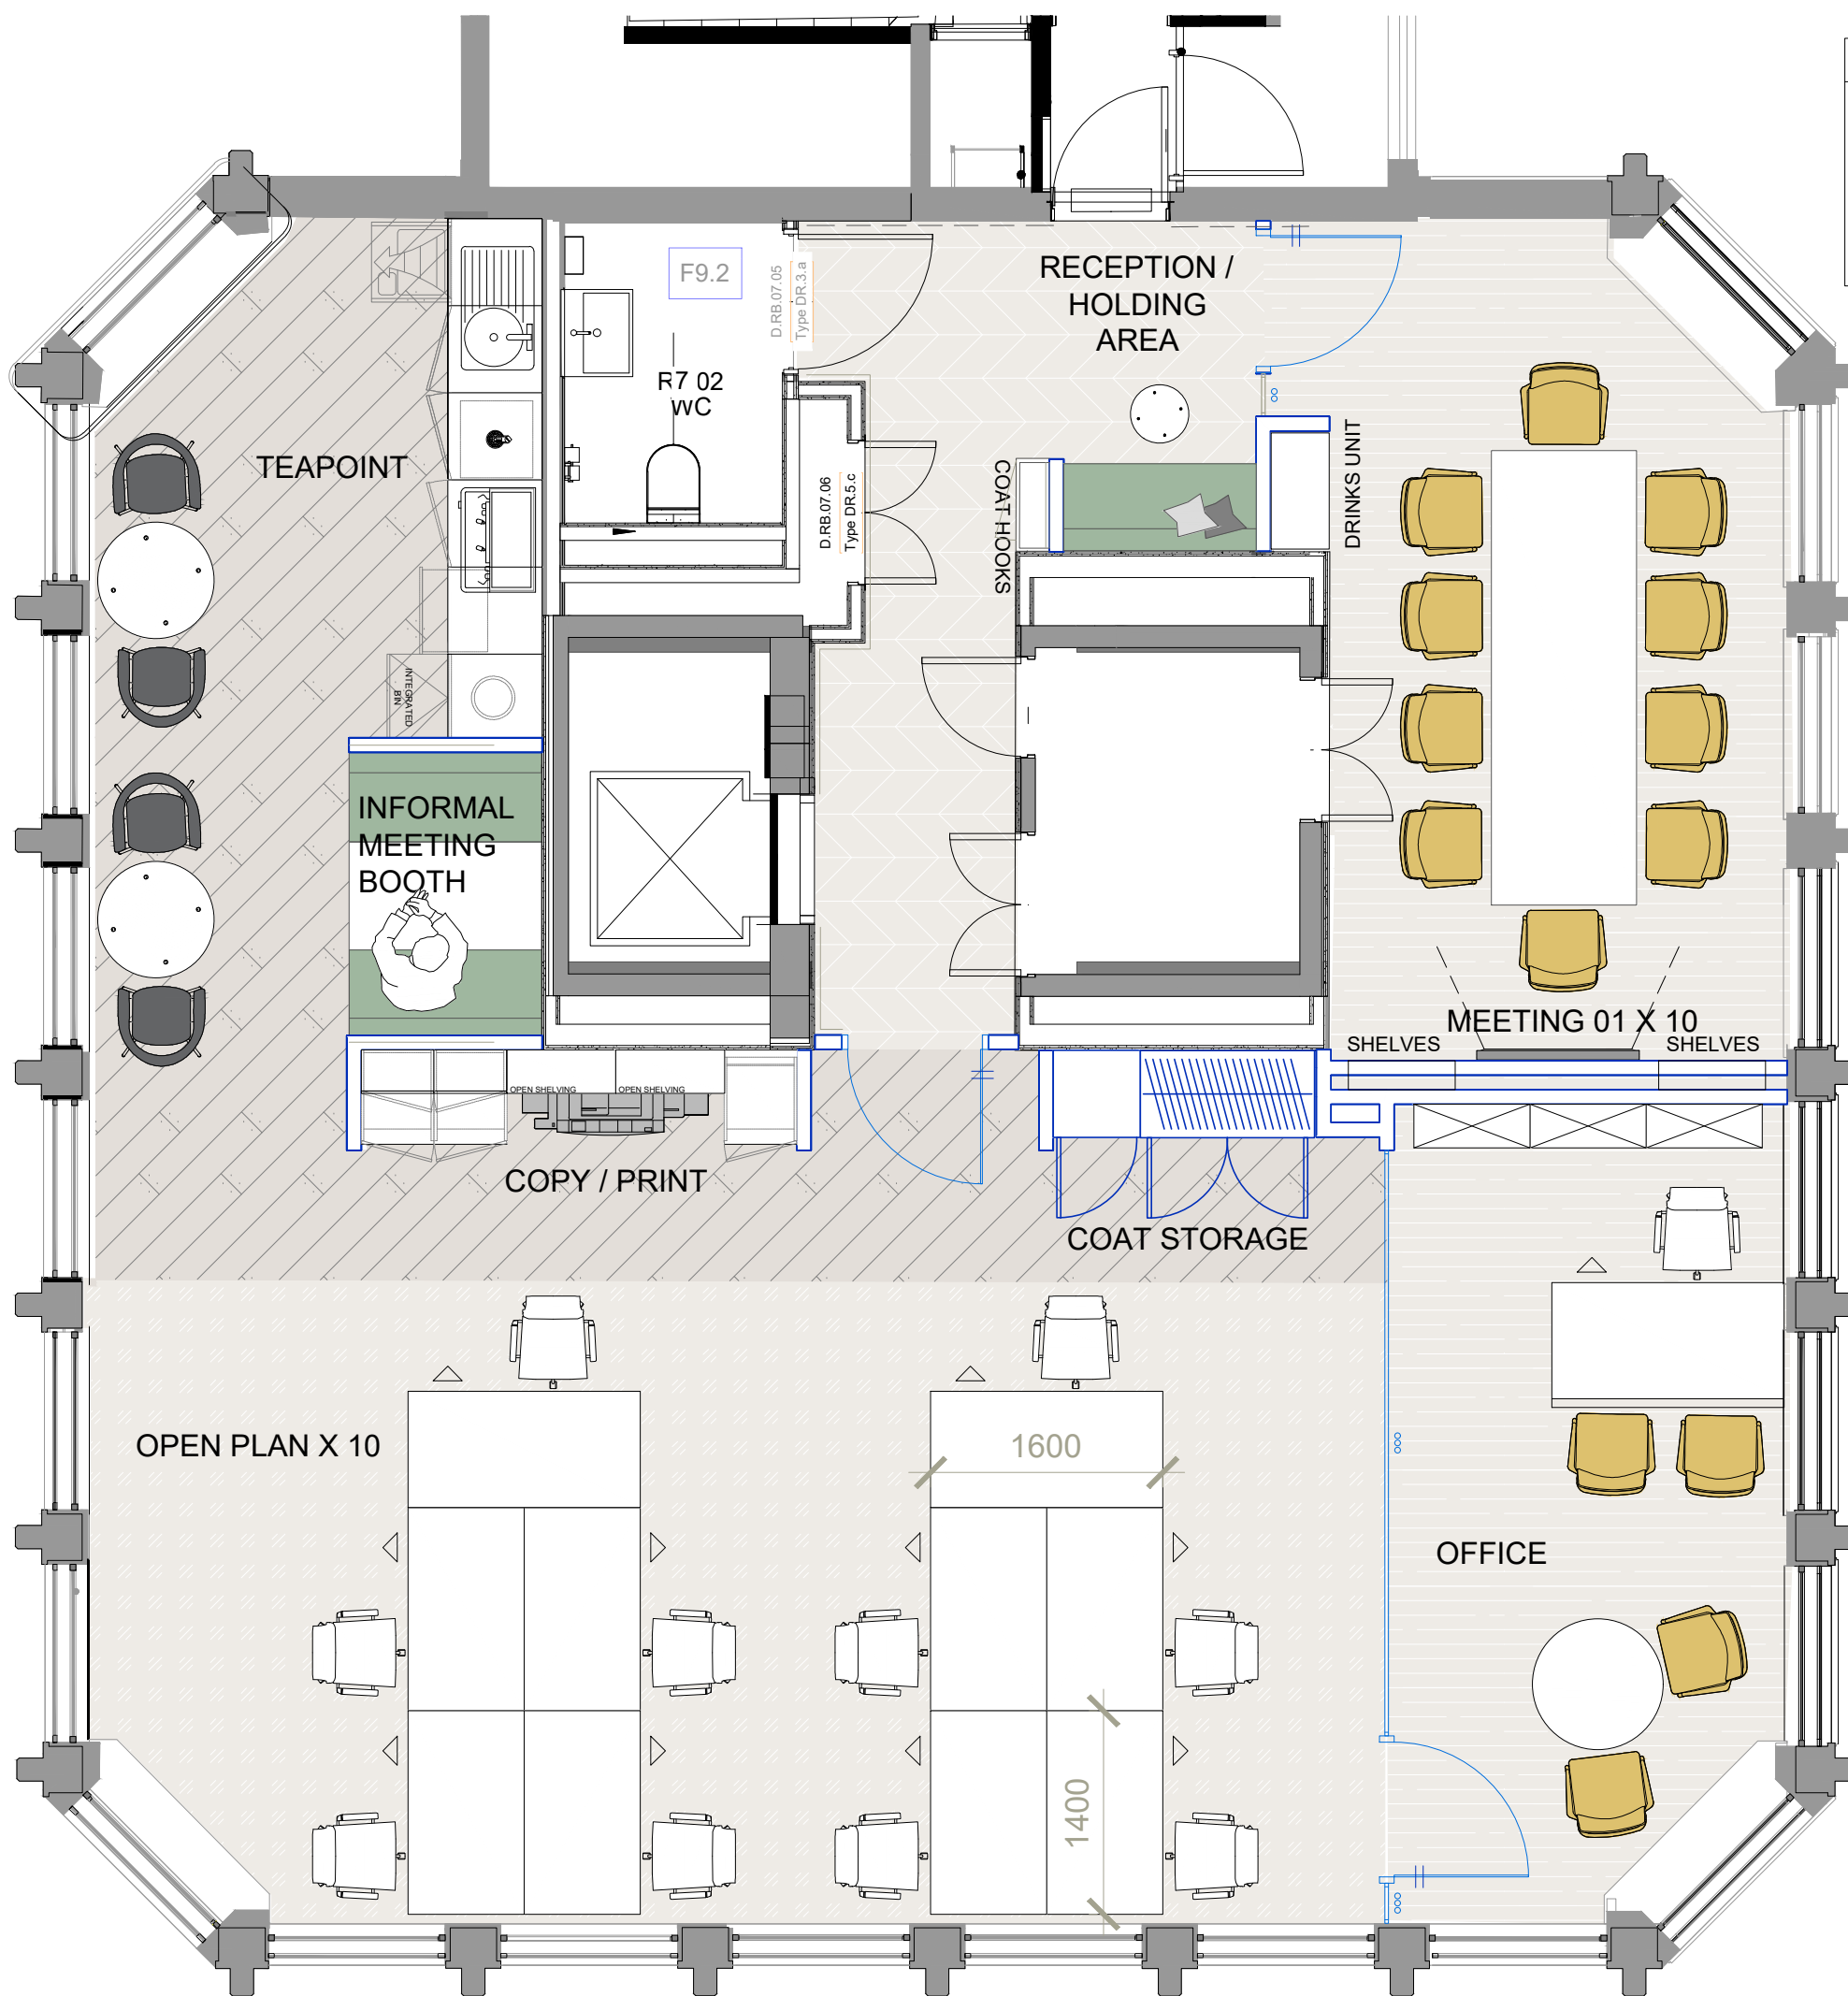 RECEPTION /
HOLDING
AREA
F9.2
D.RB.07.05
Type DR.3.a
R7 02
WC
TEAPOINT
D.RB.07.06
Type DR.5.c
COAT HOOKS
DRINKS UNIT
INTEGRATED
BIN
INFORMAL
MEETING
BOOTH
MEETING 01 X 10
SHELVES
SHELVES
OPEN SHELVING
OPEN SHELVING
COPY / PRINT
COAT STORAGE
OPEN PLAN X 10
1600
OFFICE
1400